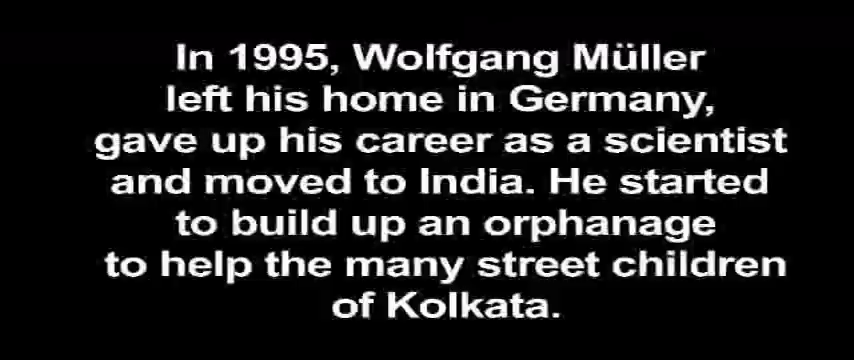 In 1995, Wolfgang Müller
left his home in Germany,
gave up his career as a scientist
and moved to India. He started
to build up an orphanage
to help the many street children
of Kolkata.